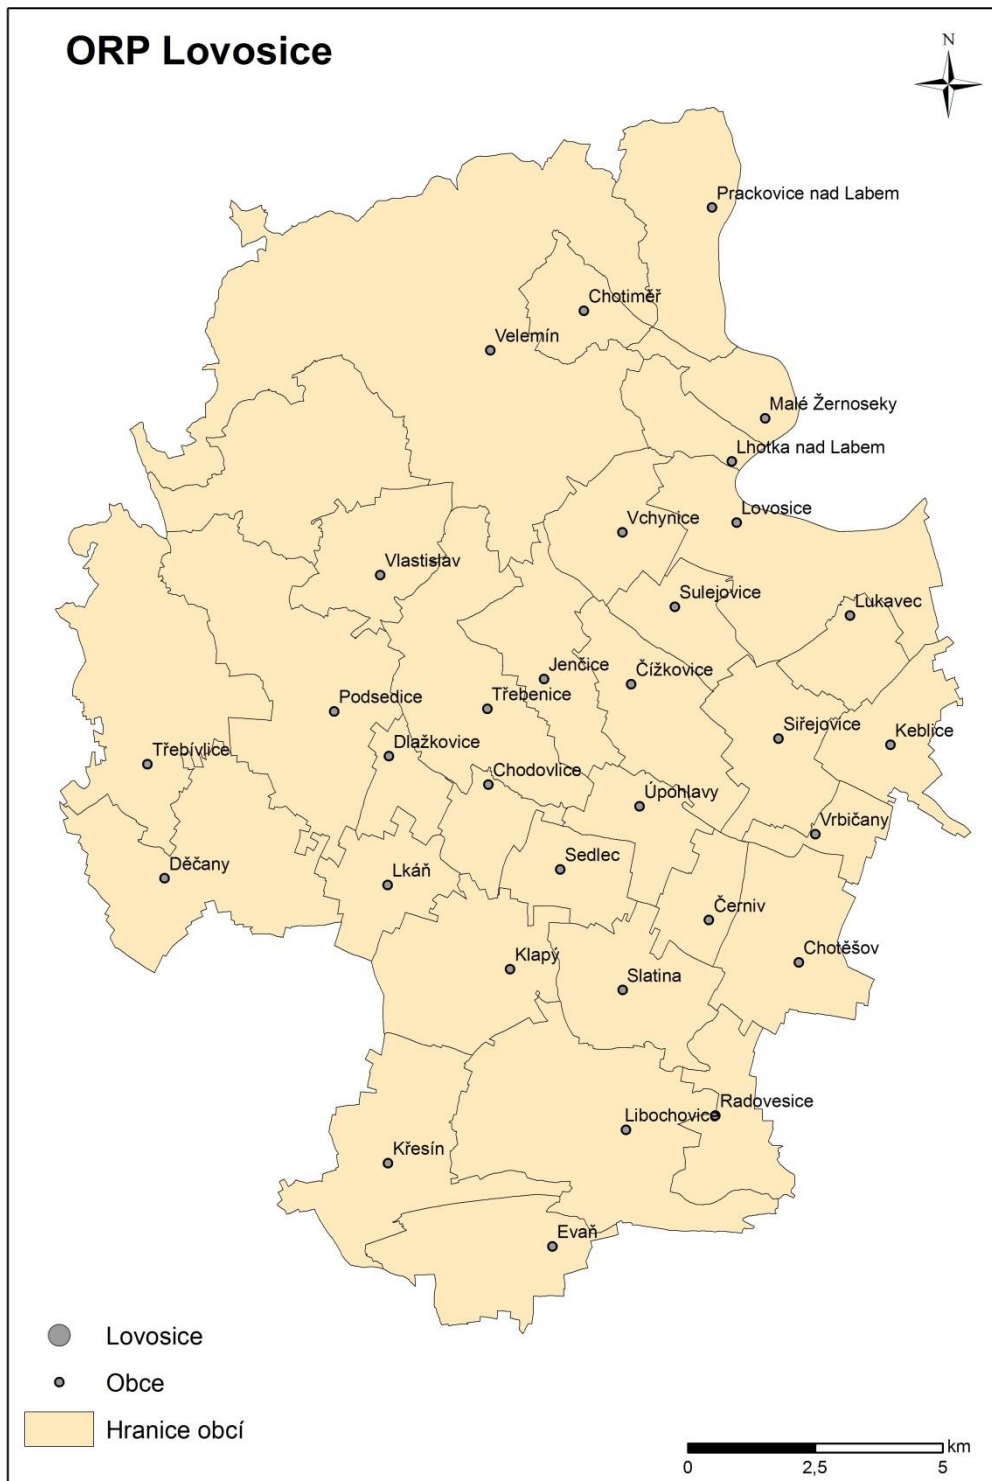 ORP Lovosice
N
Prackovice nad Labem
Chotiměř
Velemín
Malé Žernoseky
Lhotka nad Labem
Lovosice
Vchynice
Vlastislav
Sulejovice
Lukavec
Jenčice
Čížkovice
Třebenice
Podsedice
Siřejovice
Keblice
Dlažkovice
Třebívlice
Chodovlice
Úpohlavy
Vrbičany
Děčany
Lkáň
Sedlec
Černiv
Klapý
Chotěšov
Slatina
Radovesice
Libochovice
Křesín
Evaň
Lovosice
Obce
Hranice obcí
km
0 2,5 5